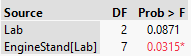 Source DF Prob > F
Lab 2 0.0871
EngineStand[Lab] 7 0.0315*